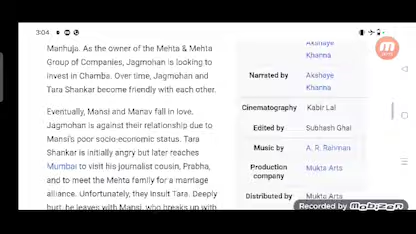 3:04
Manhuja. As the owner of the Mehta & Mehta
Group of Companies, Jagmohan is looking to
invest in Chamba. Over time, Jagmohan and
Tara Shankar become friendly with each other.
Eventually, Mansi and Manav fall in love.
Jagmohan is against their relationship due to
Mansi's poor socio-economic status. Tara
Shankar is initially angry but later reaches
Mumbai to visit his journalist cousin, Prabha,
and to meet the Mehta family for a marriage
alliance. Unfortunately, they insult Tara. Deeply
hurt, he leaves with Mansi, who breaks up with
Akshaye
Khanna
Narrated by Akshaye
Khanna
Cinematography Kabir Lal
Edited by Subhash Ghai
Music by A. R. Rahman
Production
company Mukta Arts
Distributed by Mukta Arts
Recorded by Mobizen